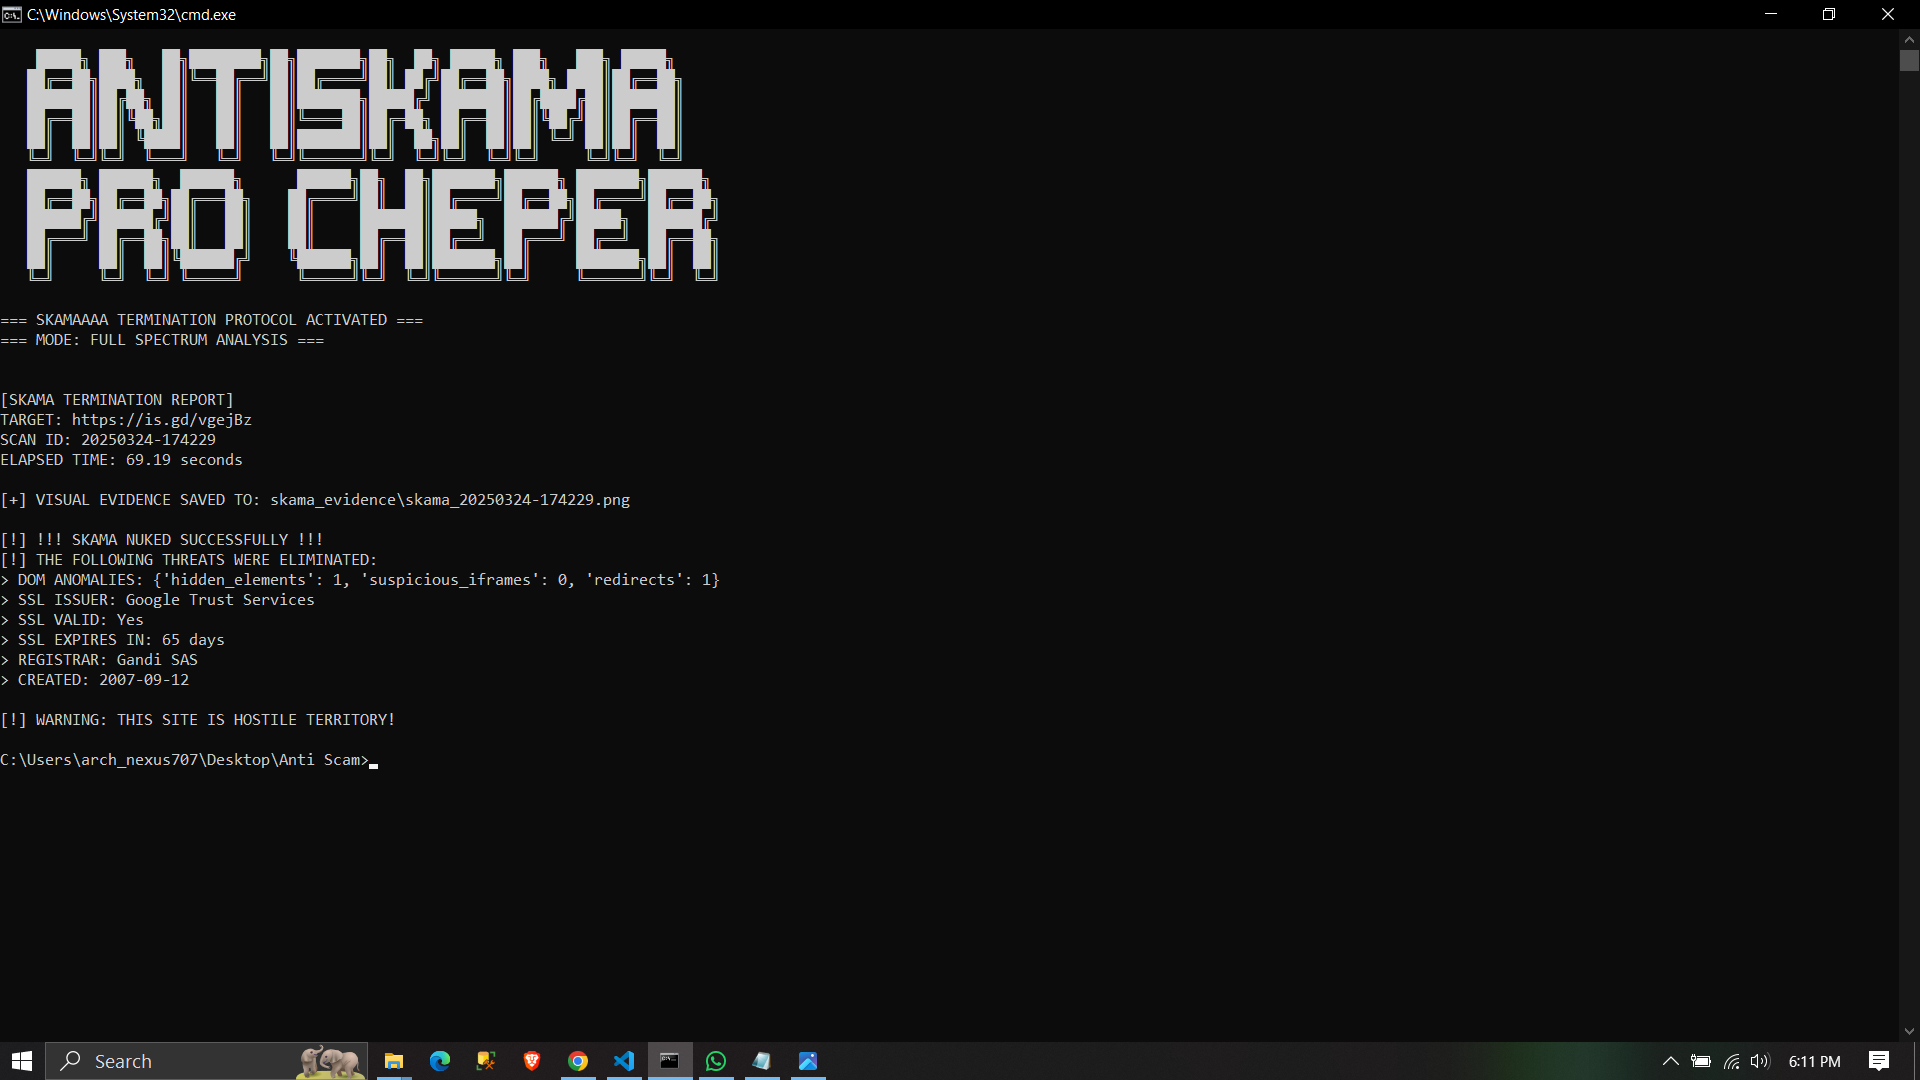 C:\Windows\System32\cmd.exe
ANTISKAMA
PRO CHEPER
=== SKAMAAAA TERMINATION PROTOCOL ACTIVATED ===
=== MODE: FULL SPECTRUM ANALYSIS ===
[SKAMA TERMINATION REPORT]
TARGET: https://is.gd/vgejBz
SCAN ID: 20250324-174229
ELAPSED TIME: 69.19 seconds
[+] VISUAL EVIDENCE SAVED TO: skama_evidence\skama_20250324-174229.png
[!] !!! SKAMA NUKED SUCCESSFULLY !!!
[!] THE FOLLOWING THREATS WERE ELIMINATED:
> DOM ANOMALIES: {'hidden_elements': 1, 'suspicious_iframes': 0, 'redirects': 1}
> SSL ISSUER: Google Trust Services
> SSL VALID: Yes
> SSL EXPIRES IN: 65 days
> REGISTRAR: Gandi SAS
> CREATED: 2007-09-12
[!] WARNING: THIS SITE IS HOSTILE TERRITORY!
C:\Users\arch_nexus707\Desktop\Anti Scam>
Search
6:11 PM